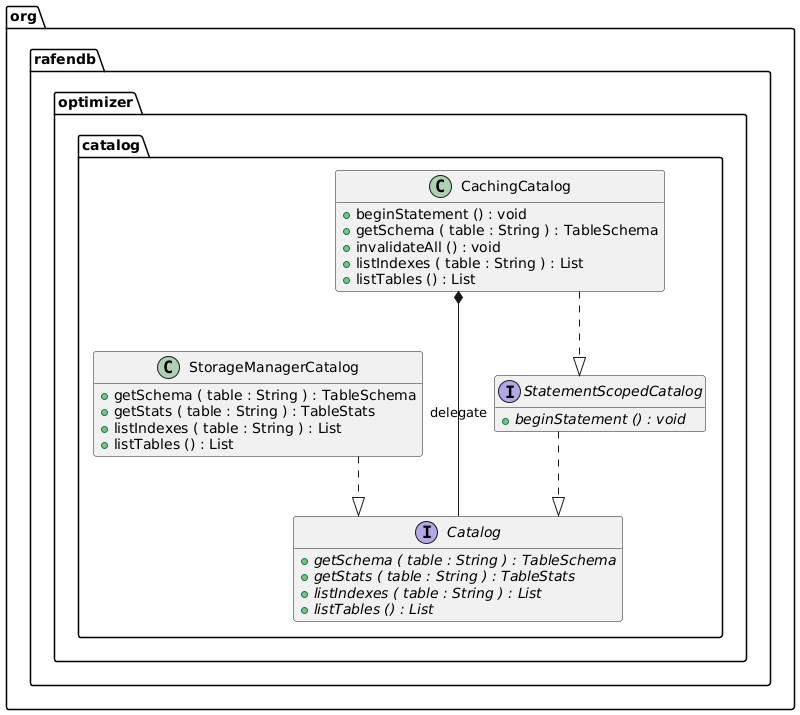 org
rafendb
optimizer
catalog
C CachingCatalog
beginStatement () : void
getSchema ( table : String ) : TableSchema
invalidateAll () : void
listIndexes ( table : String ) : List
listTables () : List
C StorageManagerCatalog
getSchema ( table : String ) : TableSchema
getStats ( table : String ) : TableStats
listIndexes ( table : String ) : List
listTables () : List
delegate
I StatementScopedCatalog
beginStatement () : void
I Catalog
getSchema ( table : String ) : TableSchema
getStats ( table : String ) : TableStats
listIndexes ( table : String ) : List
listTables () : List